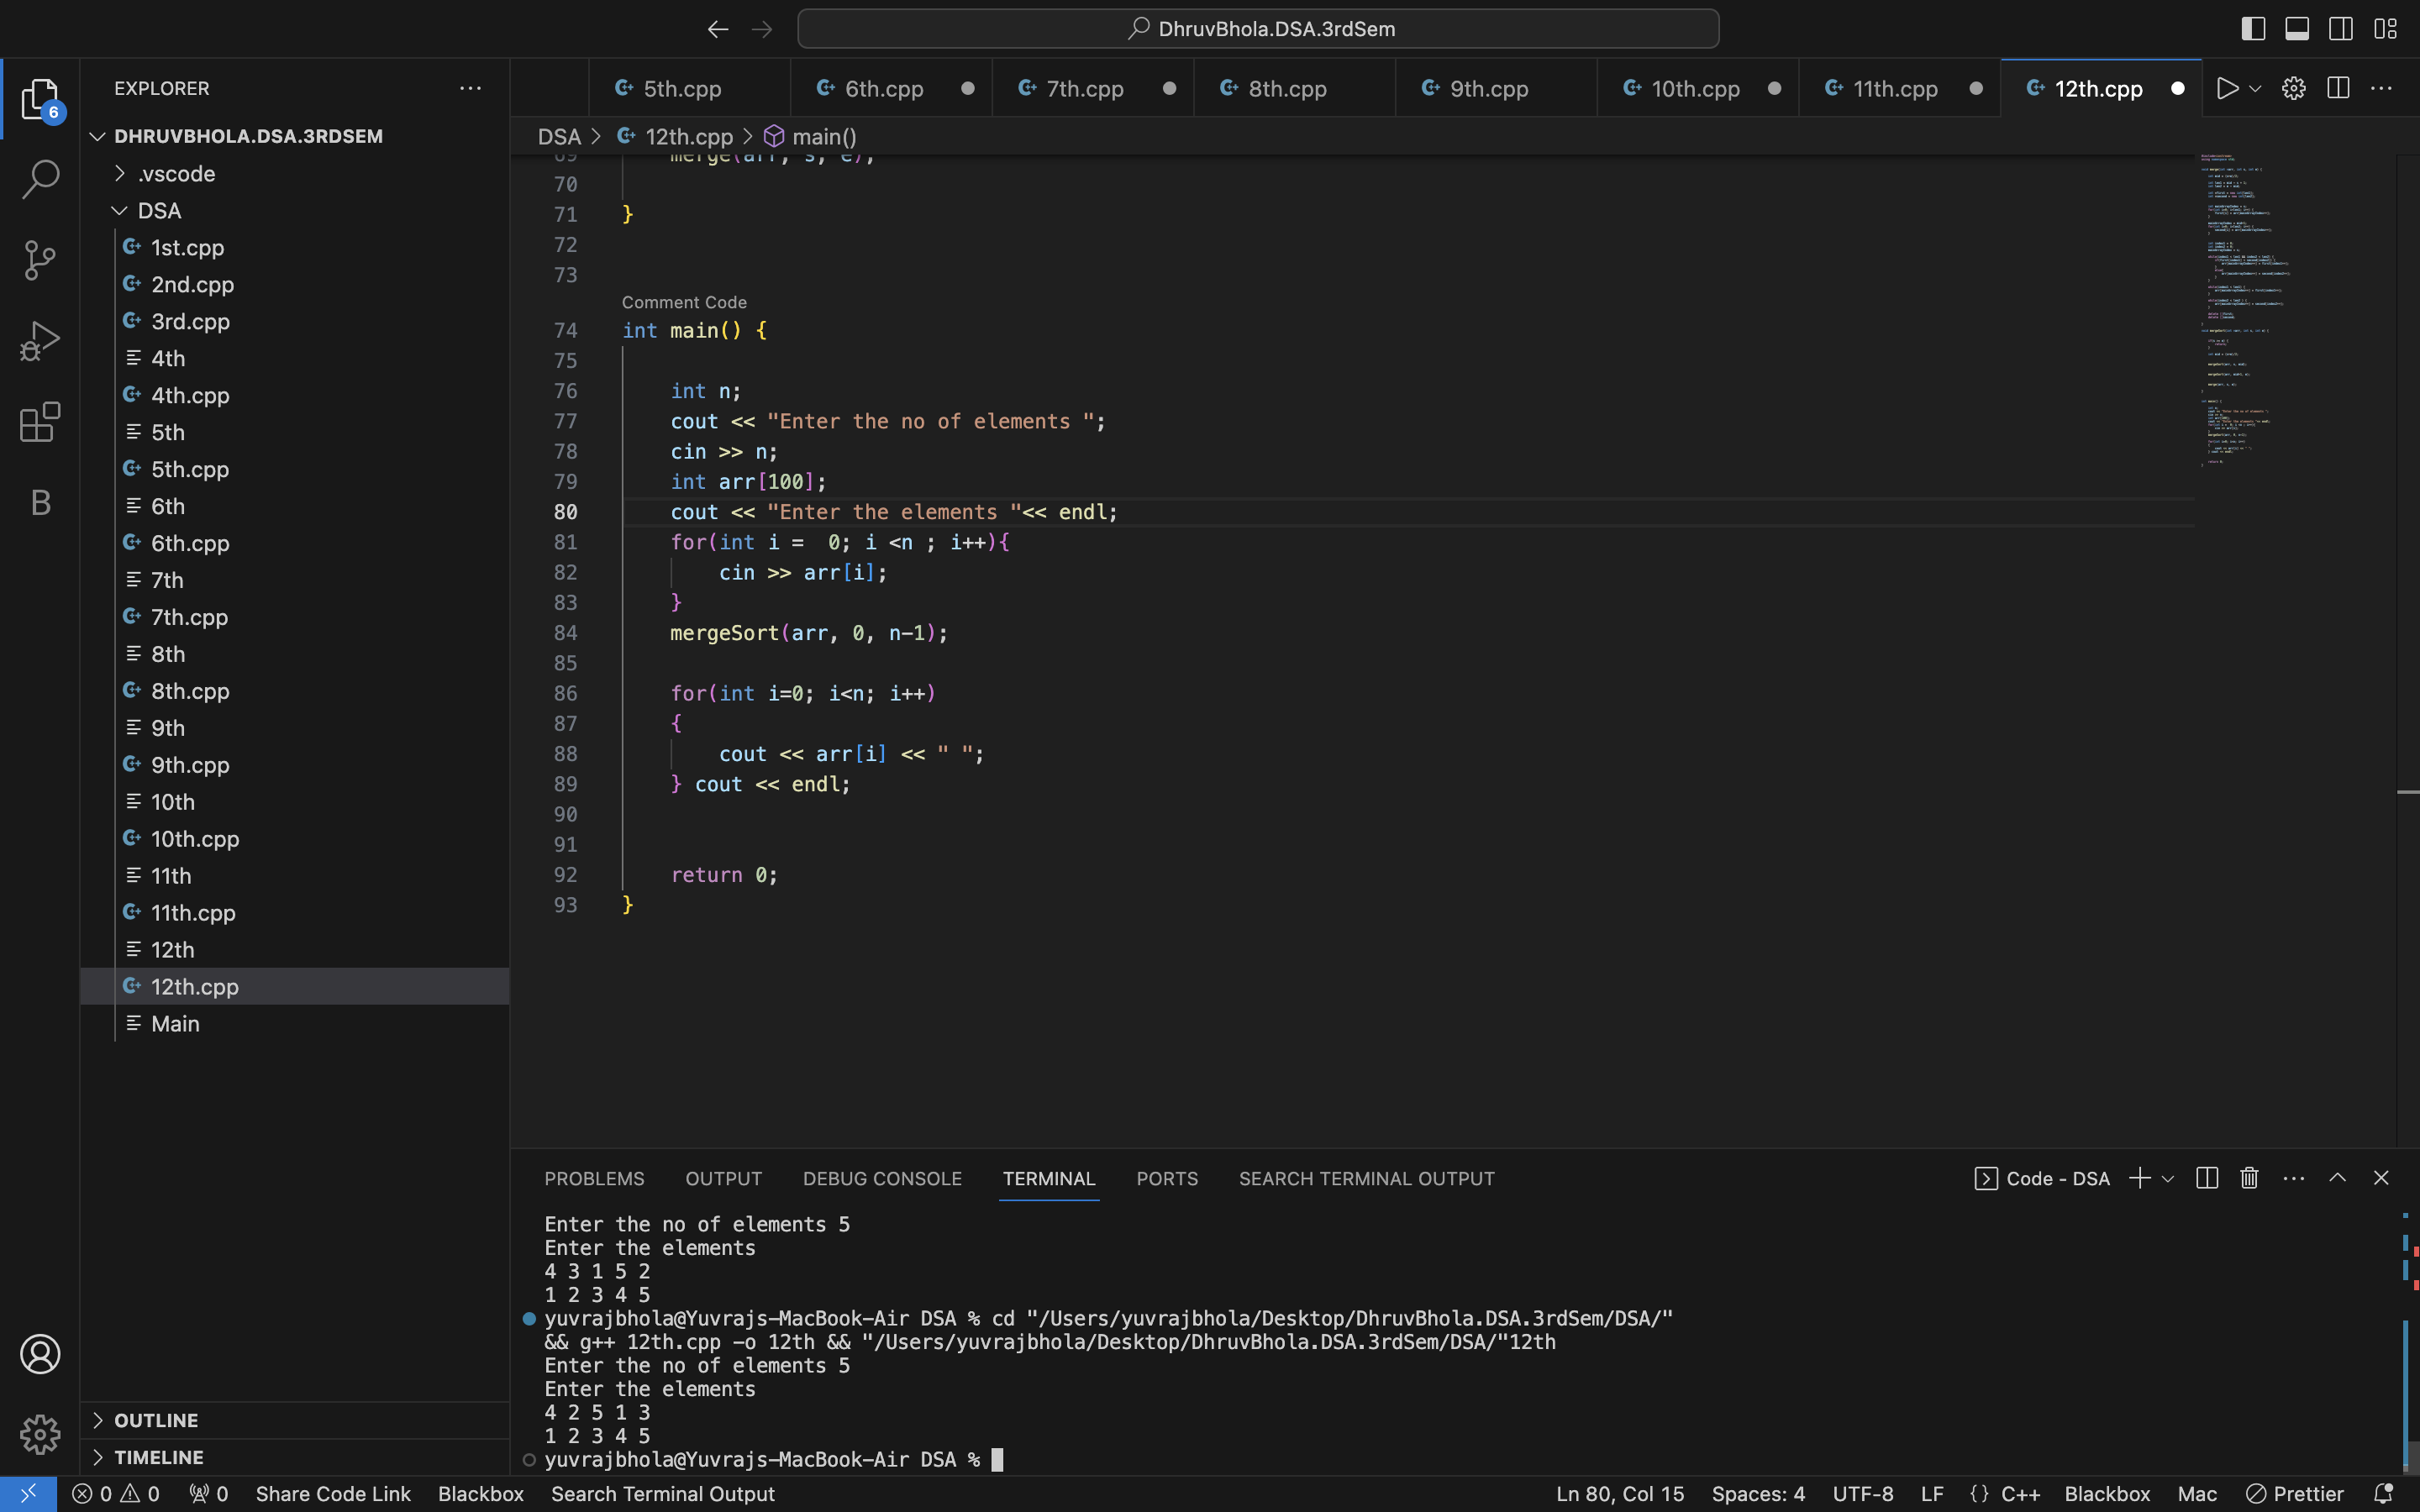 DhruvBhola.DSA.3rdSem
EXPLORER
6
5th.cpp
6th.cpp
7th.cpp
8th.cpp
9th.cpp
10th.cpp
11th.cpp
12th.cpp
DHRUVBHOLA.DSA.3RDSEM
DSA > 12th.cpp > main()
.vscode
DSA
1st.cpp
2nd.cpp
3rd.cpp
4th
4th.cpp
5th
5th.cpp
6th
6th.cpp
7th
7th.cpp
8th
8th.cpp
9th
9th.cpp
10th
10th.cpp
11th
11th.cpp
12th
12th.cpp
Main
B
OUTLINE
TIMELINE
69 merge(arr, s, e);
70
71 }
72
73
Comment Code
74 int main() {
75
76 int n;
77 cout << "Enter the no of elements ";
78 cin >> n;
79 int arr[100];
80 cout << "Enter the elements "<< endl;
81 for(int i =  0; i <n ; i++){
82 cin >> arr[i];
83 }
84 mergeSort(arr, 0, n-1);
85
86 for(int i=0; i<n; i++)
87 {
88 cout << arr[i] << " ";
89 } cout << endl;
90
91
92 return 0;
93 }
PROBLEMS OUTPUT DEBUG CONSOLE TERMINAL PORTS SEARCH TERMINAL OUTPUT
Code - DSA
Enter the no of elements 5
Enter the elements
4 3 1 5 2
1 2 3 4 5
yuvrajbhola@Yuvrajs-MacBook-Air DSA % cd "/Users/yuvrajbhola/Desktop/DhruvBhola.DSA.3rdSem/DSA/"
&& g++ 12th.cpp -o 12th && "/Users/yuvrajbhola/Desktop/DhruvBhola.DSA.3rdSem/DSA/"12th
Enter the no of elements 5
Enter the elements
4 2 5 1 3
1 2 3 4 5
yuvrajbhola@Yuvrajs-MacBook-Air DSA %
0 0 0 Share Code Link Blackbox Search Terminal Output
Ln 80, Col 15 Spaces: 4 UTF-8 LF {} C++ Blackbox Mac Prettier